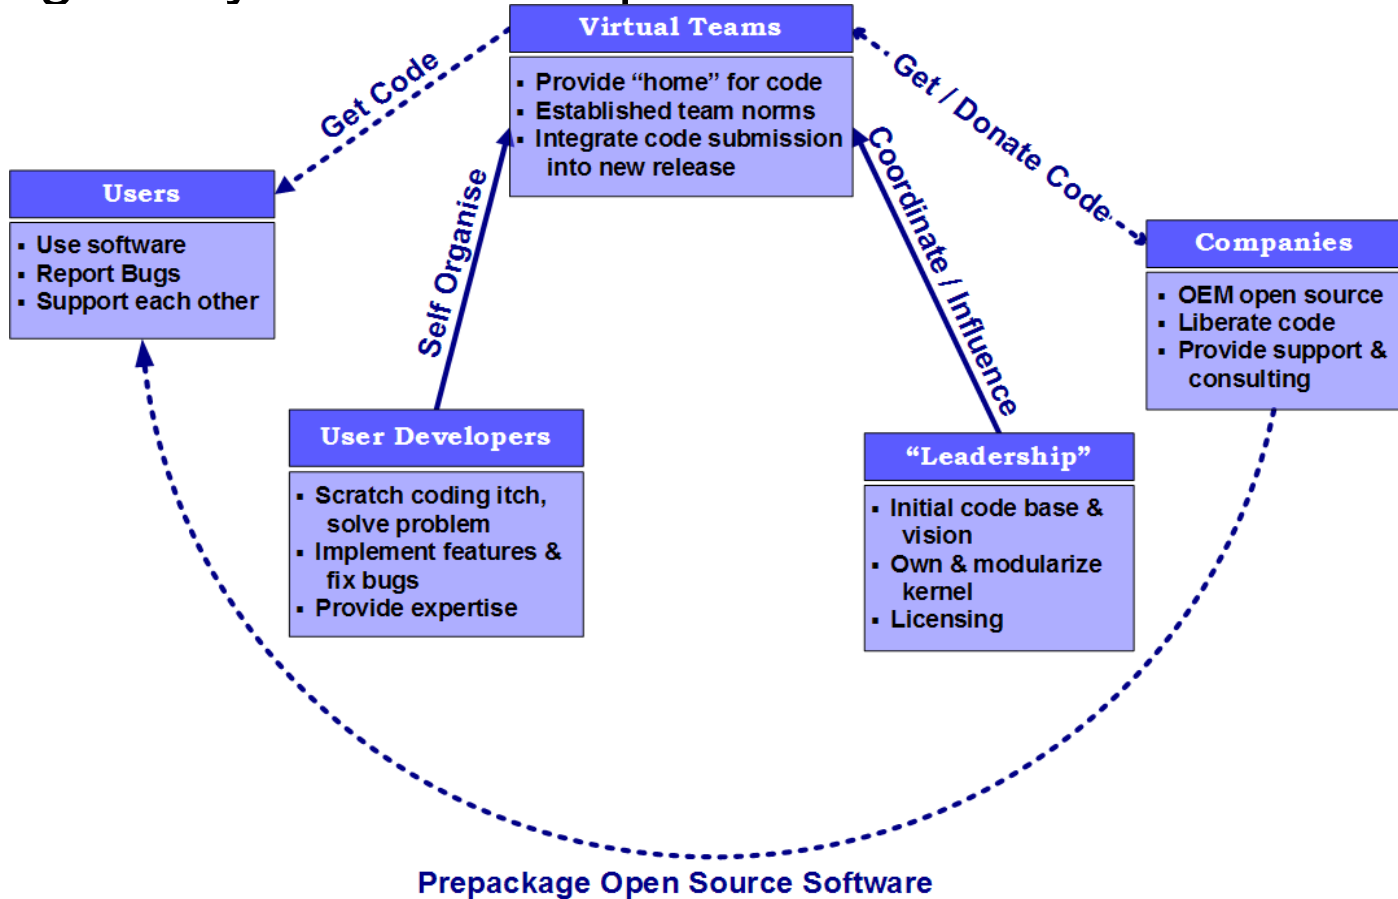 Virtual Teams
▪ Provide “home” for code
▪ Established team norms
▪ Integrate code submission
into new release
Get Code
Get / Donate Code
Users
▪ Use software
▪ Report Bugs
▪ Support each other
Self Organise
Coordinate / Influence
Companies
▪ OEM open source
▪ Liberate code
▪ Provide support &
consulting
User Developers
▪ Scratch coding itch,
solve problem
▪ Implement features &
fix bugs
▪ Provide expertise
“Leadership”
▪ Initial code base &
vision
▪ Own & modularize
kernel
▪ Licensing
Prepackage Open Source Software